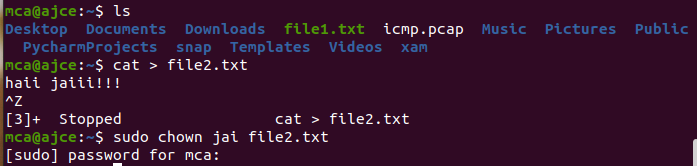 mca@ajce:~$ ls
Desktop Documents Downloads file1.txt icmp.pcap Music Pictures Public
PycharmProjects snap Templates Videos xam
mca@ajce:~$ cat > file2.txt
haii jaiii!!!
^Z
[3]+ Stopped cat > file2.txt
mca@ajce:~$ sudo chown jai file2.txt
[sudo] password for mca: